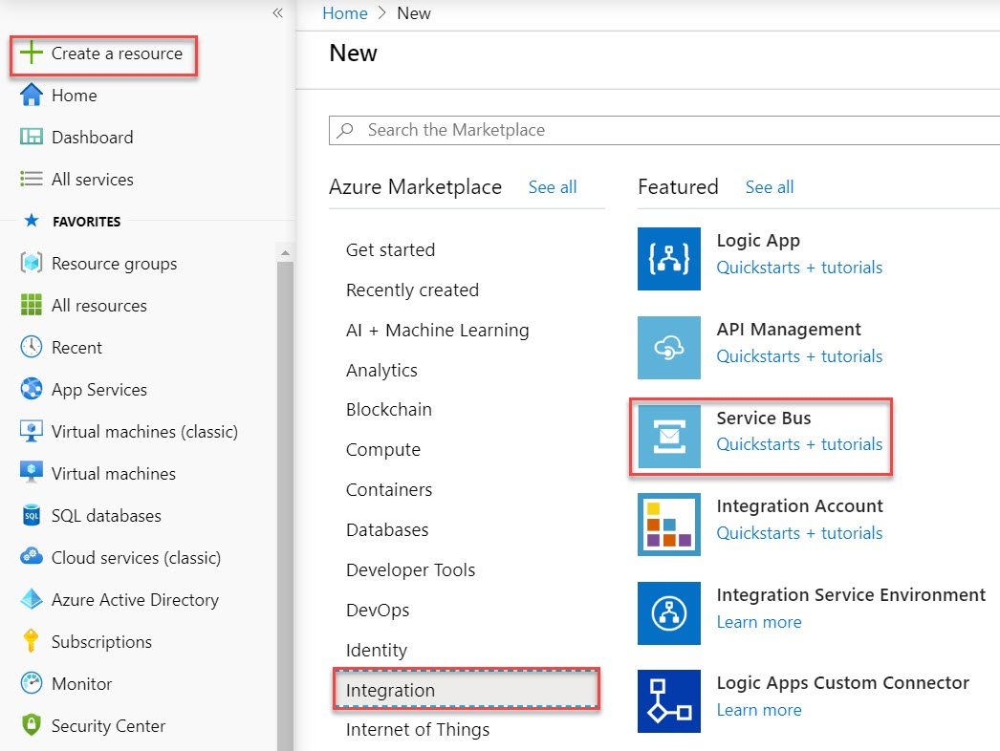 «
Create a resource
Home
Dashboard
All services
FAVORITES
Resource groups
All resources
Recent
App Services
Virtual machines (classic)
Virtual machines
SQL
SQL databases
Cloud services (classic)
Azure Active Directory
Subscriptions
Monitor
Security Center
Home > New
New
Search the Marketplace
Azure Marketplace See all
Get started
Recently created
AI + Machine Learning
Analytics
Blockchain
Compute
Containers
Databases
Developer Tools
DevOps
Identity
Integration
Internet of Things
Featured See all
Logic App
Quickstarts + tutorials
API Management
Quickstarts + tutorials
Service Bus
Quickstarts + tutorials
Integration Account
Quickstarts + tutorials
Integration Service Environment
Learn more
Logic Apps Custom Connector
Learn more